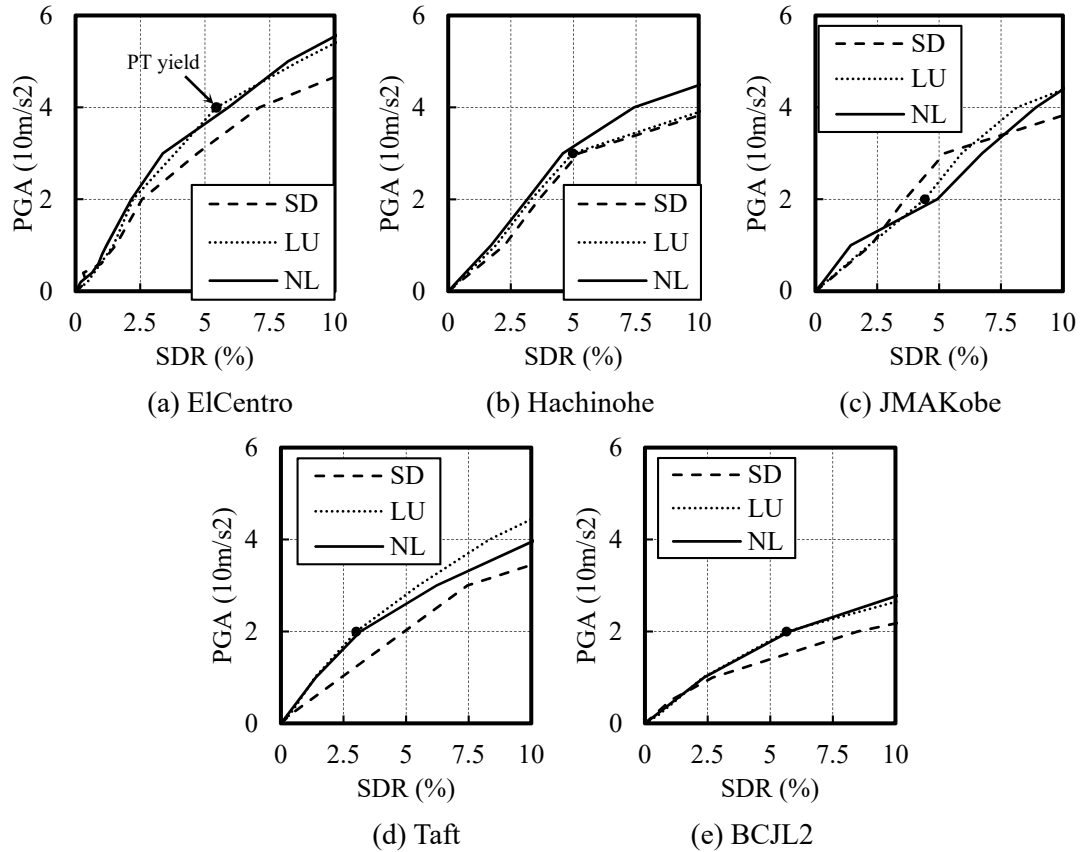 6
4
2
0
PGA (10m/s2)
PT yield
SD
LU
NL
0 2.5 5 7.5 10
SDR (%)
(a) ElCentro
6
4
2
0
PGA (10m/s2)
SD
LU
NL
0 2.5 5 7.5 10
SDR (%)
(b) Hachinohe
6
4
2
0
PGA (10m/s2)
SD
LU
NL
0 2.5 5 7.5 10
SDR (%)
(c) JMAKobe
6
4
2
0
PGA (10m/s2)
SD
LU
NL
0 2.5 5 7.5 10
SDR (%)
(d) Taft
6
4
2
0
PGA (10m/s2)
SD
LU
NL
0 2.5 5 7.5 10
SDR (%)
(e) BCJL2